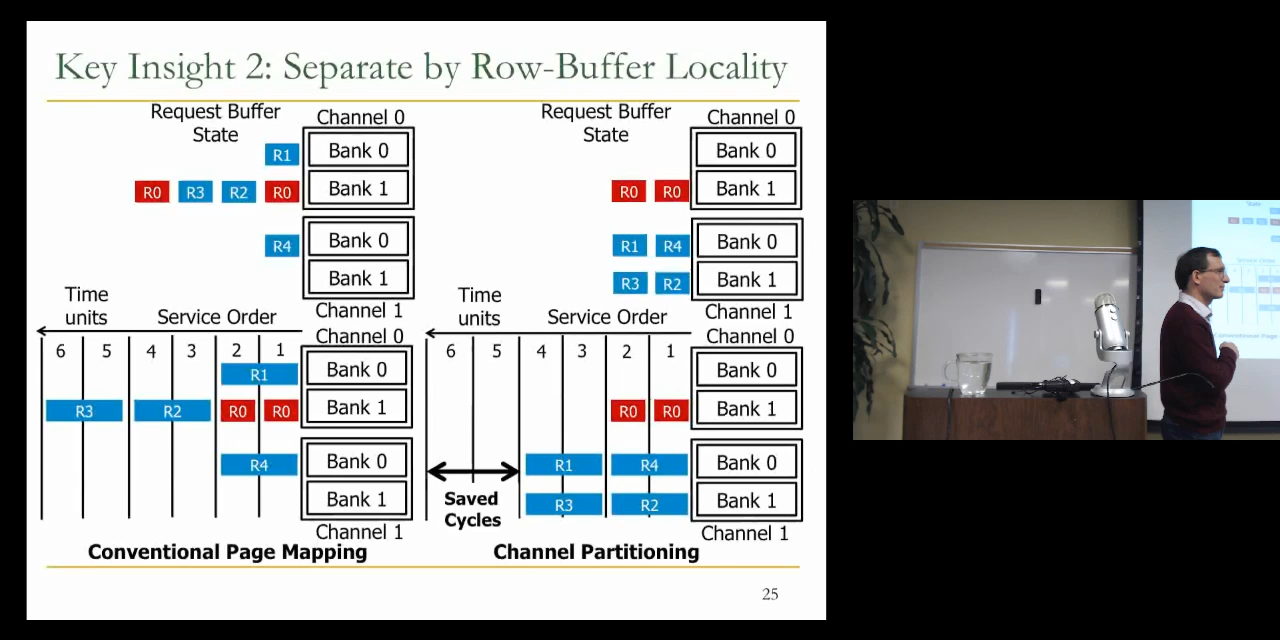 Key Insight 2: Separate by Row-Buffer Locality
Request Buffer
State
Channel 0
R1
Bank 0
R0 R3 R2 R0
Bank 1
R4
Bank 0
Bank 1
Channel 1
Time
units
Service Order
Channel 0
6 5 4 3 2 1
R1
Bank 0
R3 R2 R0 R0
Bank 1
R4
Bank 0
Bank 1
Channel 1
Conventional Page Mapping
Request Buffer
State
Channel 0
Bank 0
R0 R0
Bank 1
R1 R4
Bank 0
R3 R2
Bank 1
Channel 1
Time
units
Service Order
Channel 0
6 5 4 3 2 1
Bank 0
R0 R0
Bank 1
R1 R4
Bank 0
Saved
Cycles
R3 R2
Bank 1
Channel 1
Channel Partitioning
25